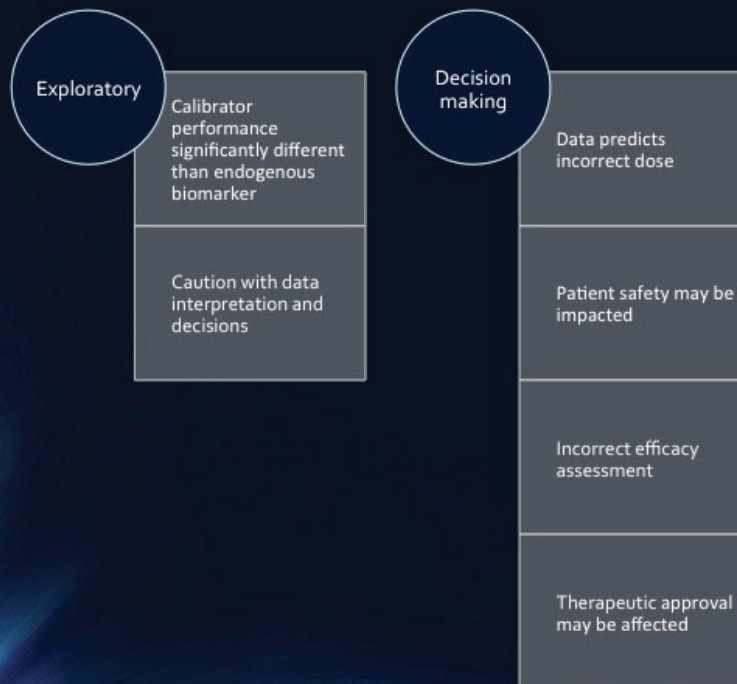 Exploratory
Calibrator
performance
significantly different
than endogenous
biomarker
Caution with data
interpretation and
decisions
Decision
making
Data predicts
incorrect dose
Patient safety may be
impacted
Incorrect efficacy
assessment
Therapeutic approval
may be affected